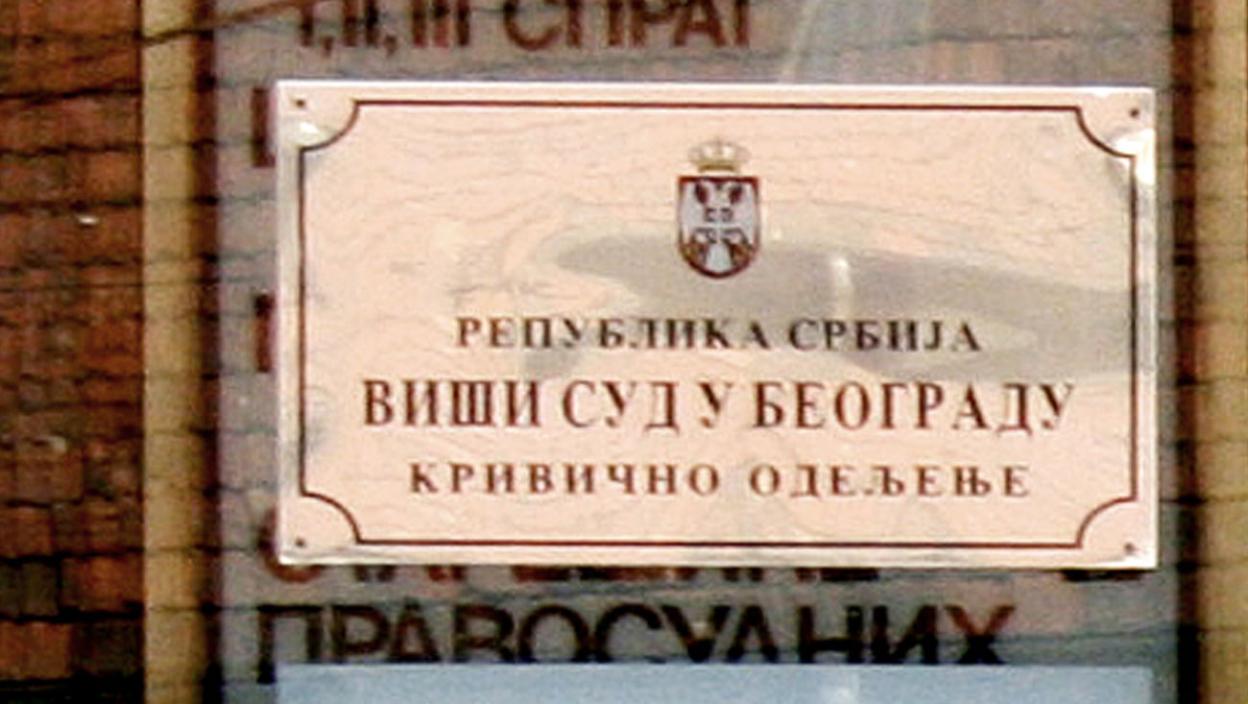 I, II, III СПРАТ
РЕПУБЛИКА СРБИЈА
ВИШИ СУД У БЕОГРАДУ
КРИВИЧНО ОДЕЉЕЊЕ
ПРАВОСУДНИХ